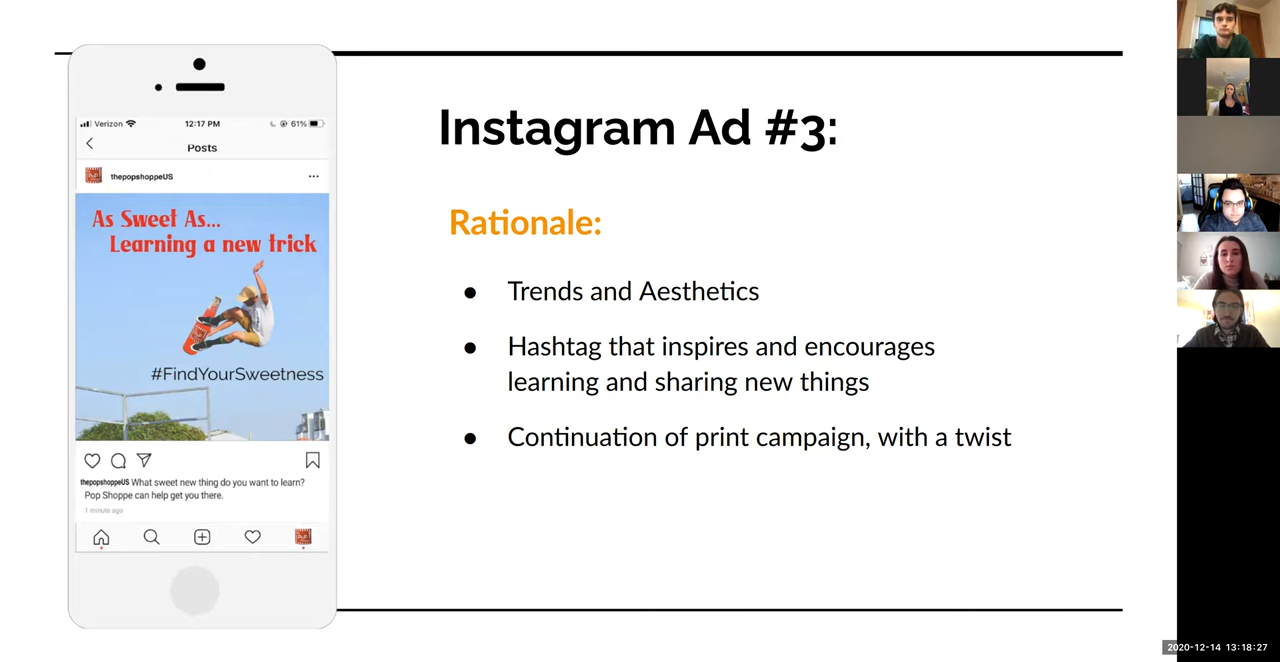 Verizon 12:17 PM 61%
Posts
thepopshoppeUS
As Sweet As...
Learning a new trick
#FindYourSweetness
thepopshoppeUS What sweet new thing do you want to learn?
Pop Shoppe can help get you there.
1 minute ago
Instagram Ad #3:
Rationale:
● Trends and Aesthetics
● Hashtag that inspires and encourages
learning and sharing new things
● Continuation of print campaign, with a twist
2020-12-14 13:18:27